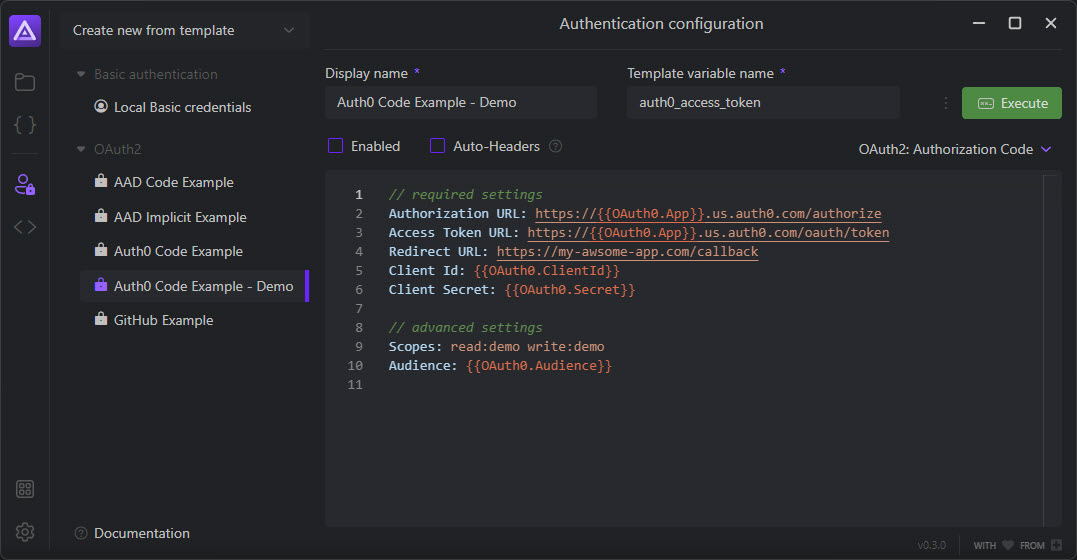 Create new from template
Authentication configuration
Basic authentication
Local Basic credentials
OAuth2
AAD Code Example
AAD Implicit Example
Auth0 Code Example
Auth0 Code Example - Demo
GitHub Example
Documentation
Display name *
Template variable name *
Auth0 Code Example - Demo
auth0_access_token
Execute
Enabled
Auto-Headers
OAuth2: Authorization Code
1 // required settings
2 Authorization URL: https://{{OAuth0.App}}.us.auth0.com/authorize
3 Access Token URL: https://{{OAuth0.App}}.us.auth0.com/oauth/token
4 Redirect URL: https://my-awsome-app.com/callback
5 Client Id: {{OAuth0.ClientId}}
6 Client Secret: {{OAuth0.Secret}}
7
8 // advanced settings
9 Scopes: read:demo write:demo
10 Audience: {{OAuth0.Audience}}
11
v0.3.0
WITH FROM